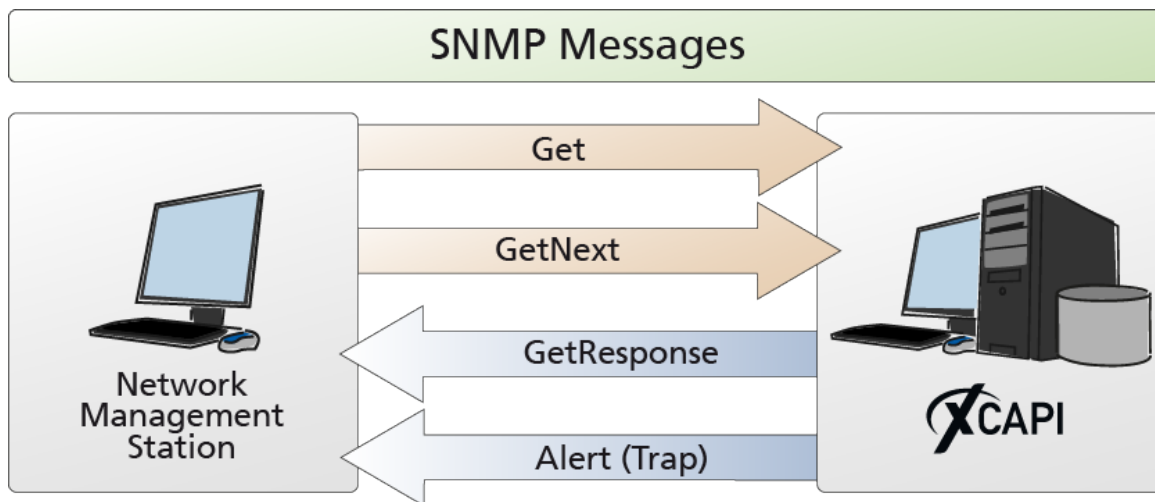 SNMP Messages
Get
GetNext
GetResponse
Alert (Trap)
Network
Management
Station
XCAPI